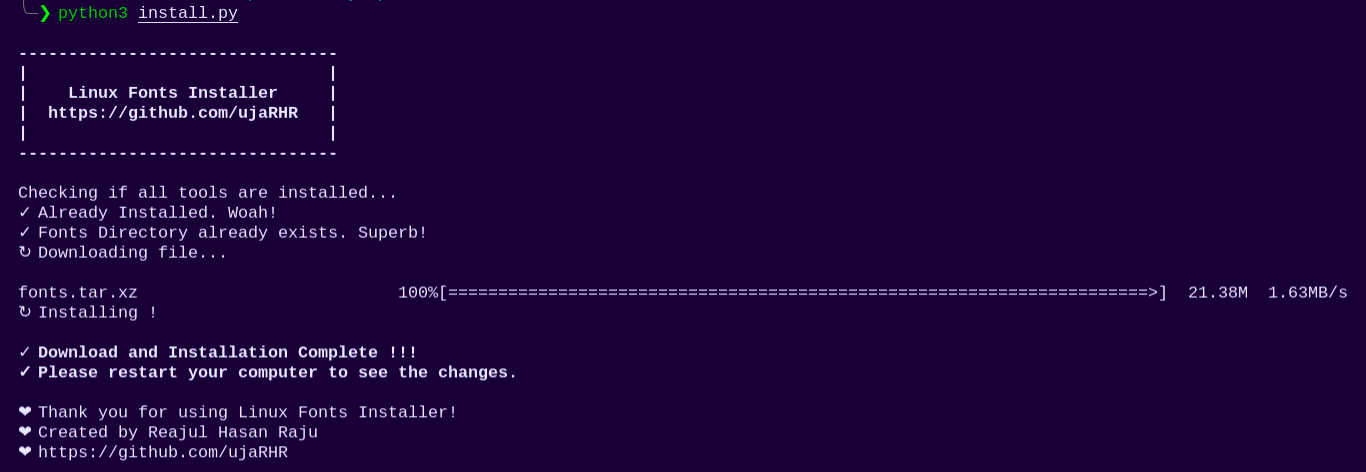 ❯ python3 install.py
--------------------------------
|                              |
|    Linux Fonts Installer     |
|  https://github.com/ujaRHR   |
|                              |
--------------------------------
Checking if all tools are installed...
✓ Already Installed. Woah!
✓ Fonts Directory already exists. Superb!
↻ Downloading file...
fonts.tar.xz                          100%[======================================================================>]  21.38M  1.63MB/s
↻ Installing !
✓ Download and Installation Complete !!!
✓ Please restart your computer to see the changes.
❤ Thank you for using Linux Fonts Installer!
❤ Created by Reajul Hasan Raju
❤ https://github.com/ujaRHR